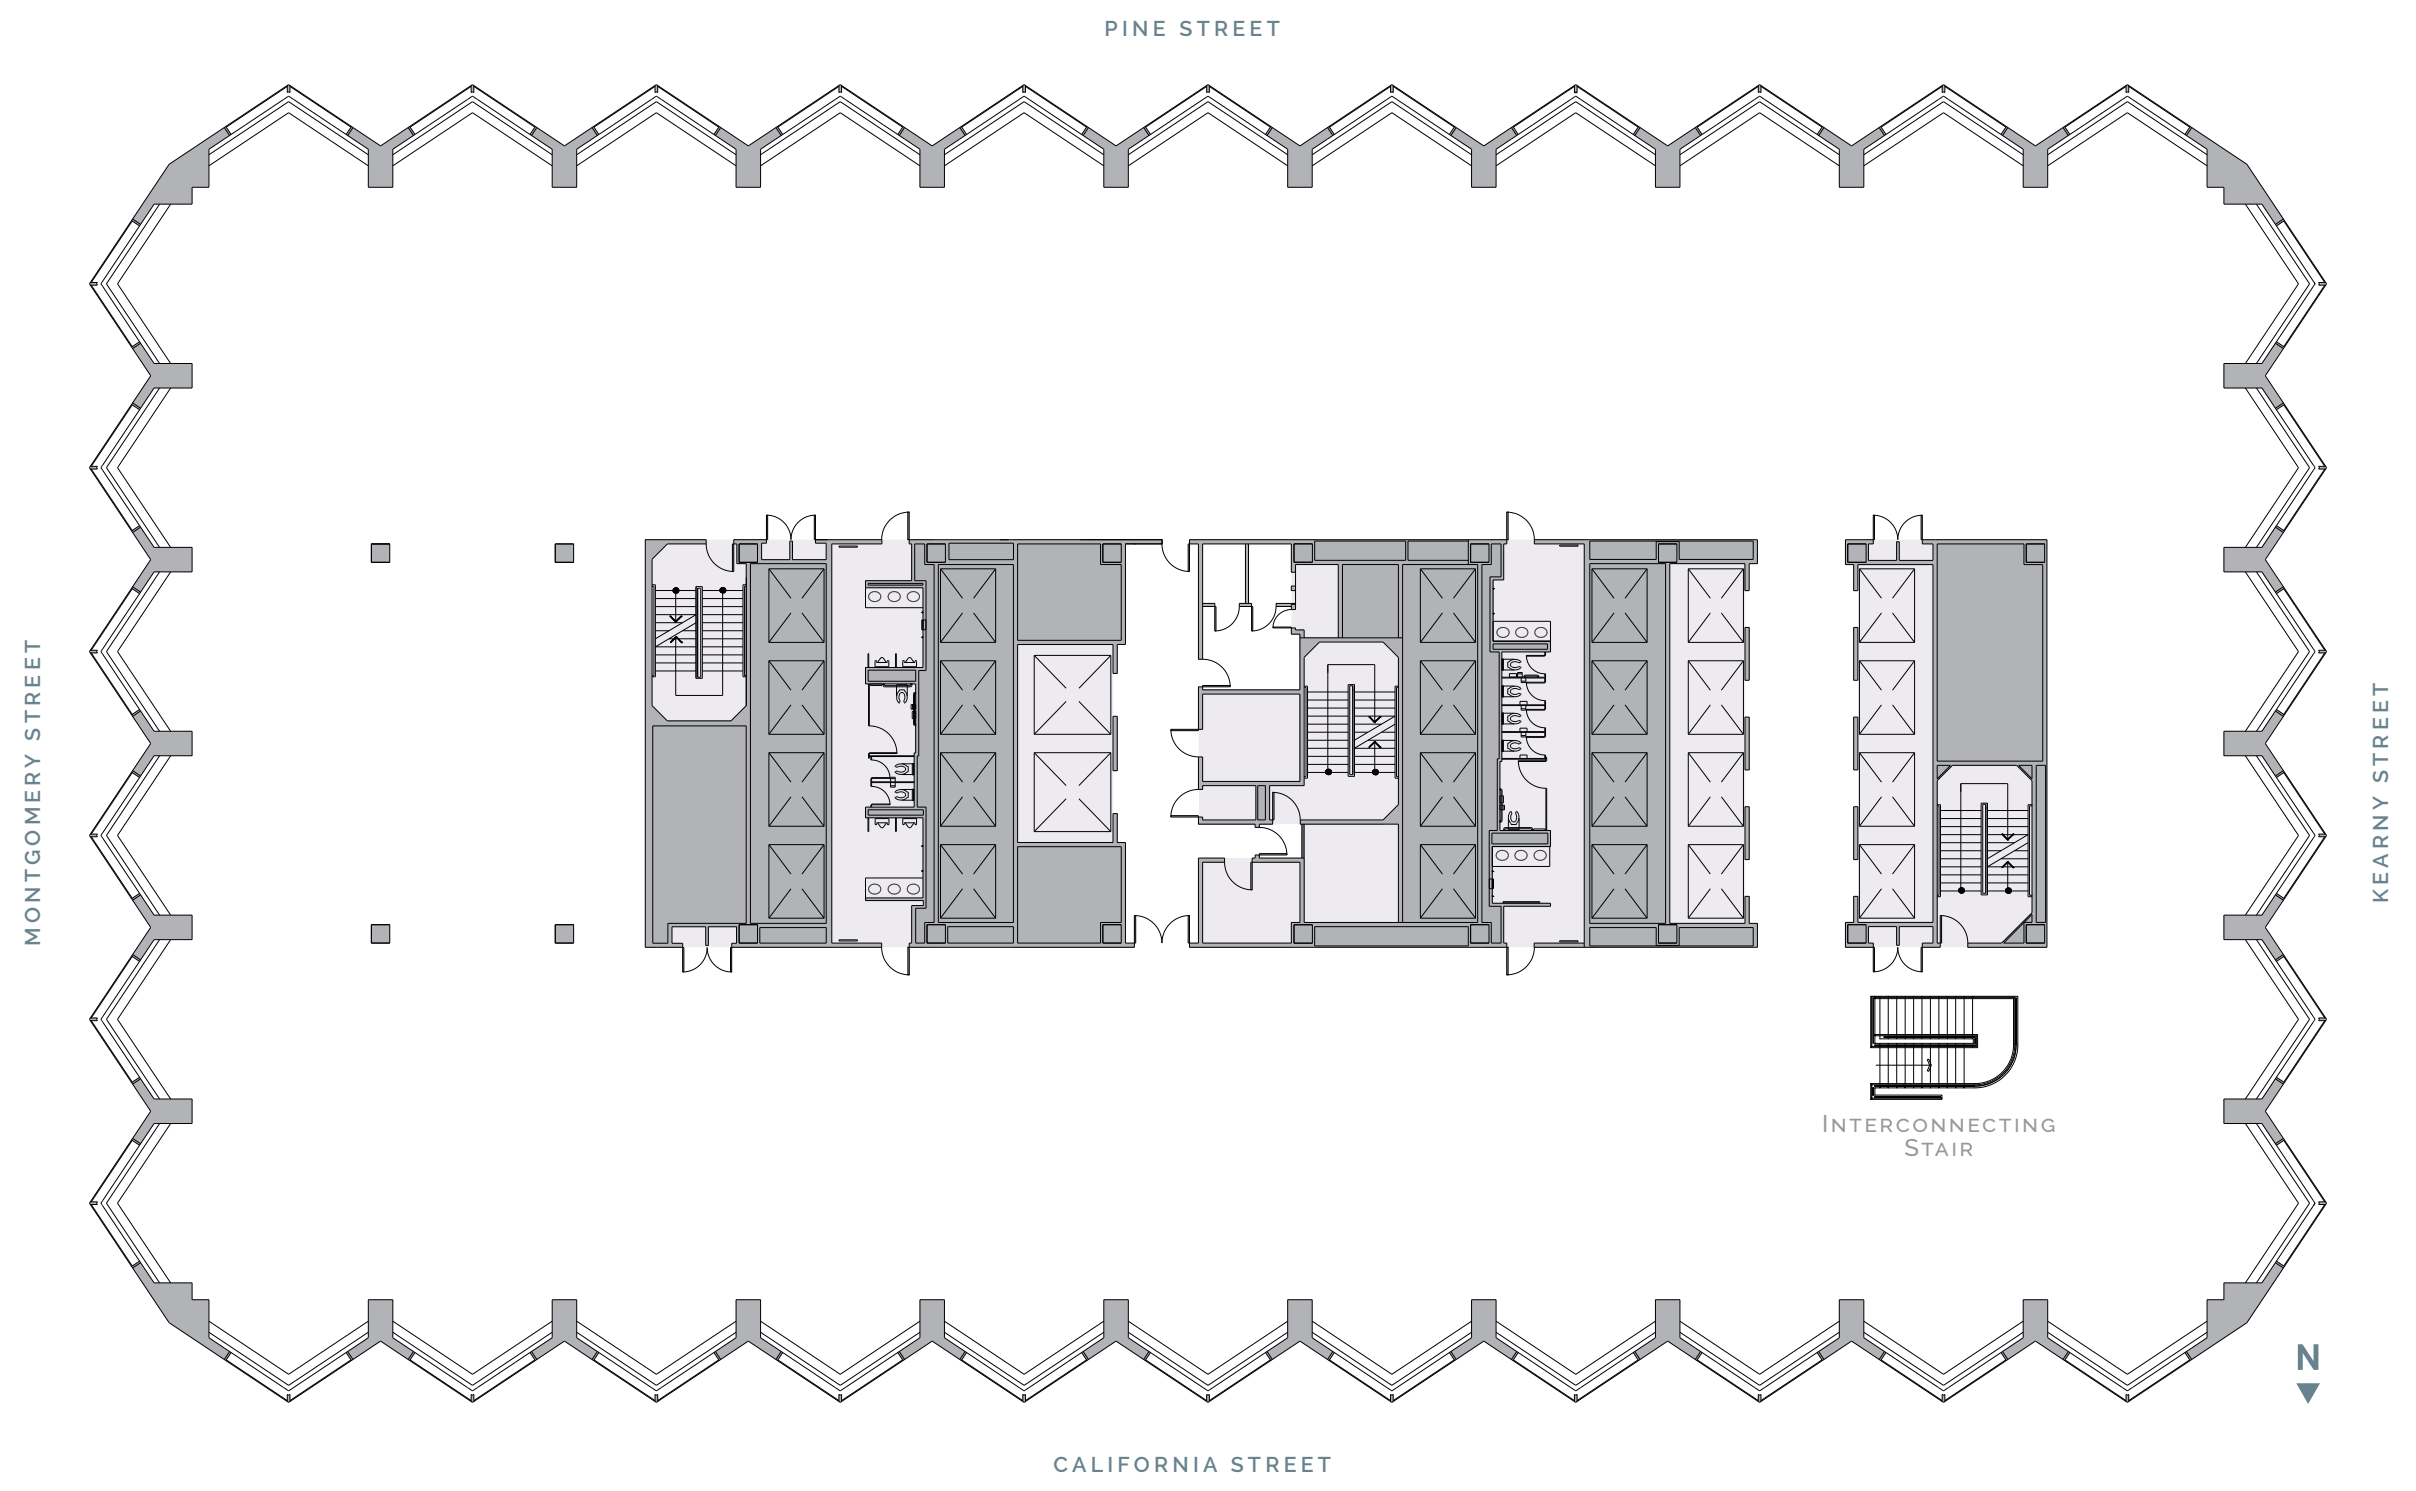 PINE STREET
MONTGOMERY STREET
KEARNY STREET
INTERCONNECTING
STAIR
N
CALIFORNIA STREET